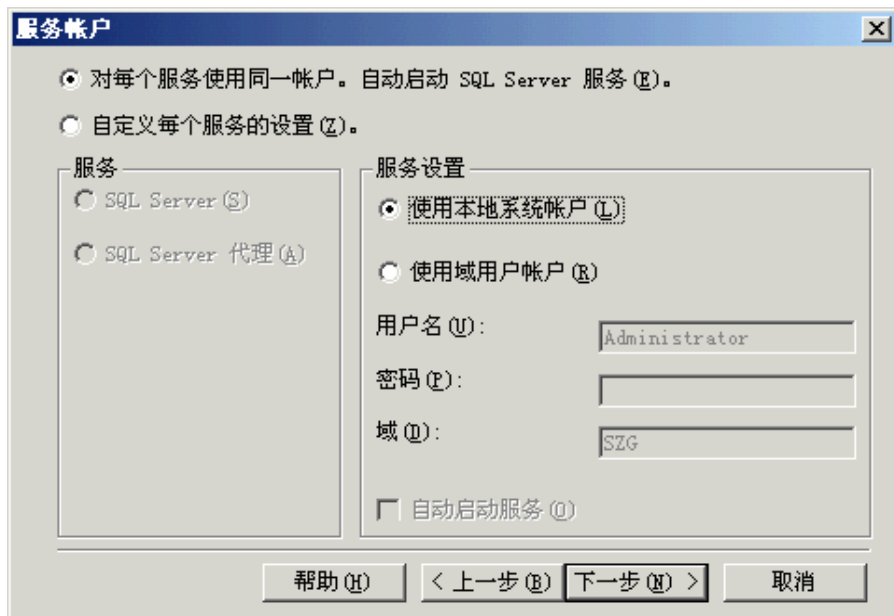 服务帐户
对每个服务使用同一帐户。自动启动 SQL Server 服务(E)。
自定义每个服务的设置(Z)。
服务
SQL Server(S)
SQL Server 代理(A)
服务设置
使用本地系统帐户(L)
使用域用户帐户(R)
用户名(U):
Administrator
密码(P):
域(D):
SZG
自动启动服务(O)
帮助(H)
< 上一步(B)
下一步(N) >
取消